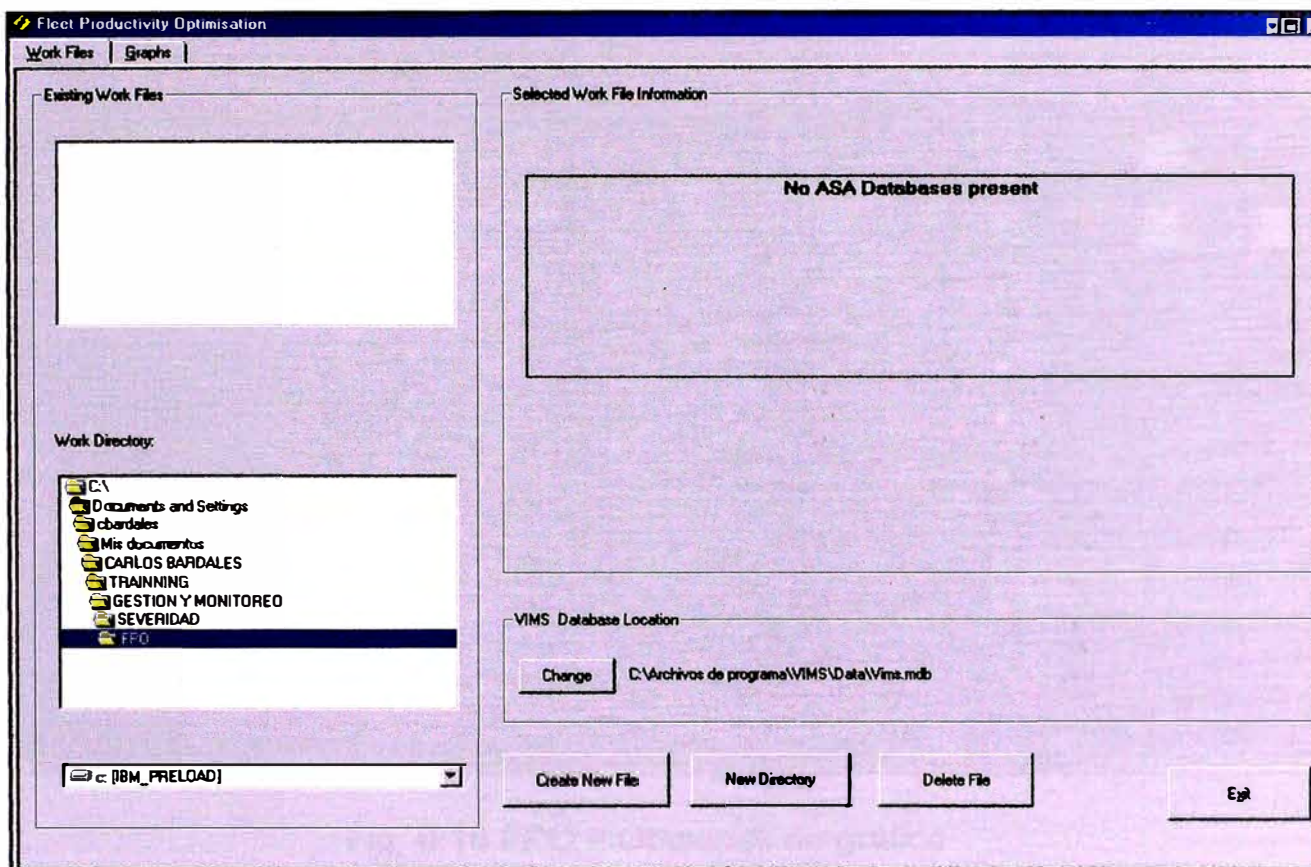 Fleet Productivity Optimisation
Work Files Graphs
Existing Work Files
Work Directory:
C:\
Documents and Settings
cbardales
Mis documentos
CARLOS BARDALES
TRAINNING
GESTION Y MONITOREO
SEVERIDAD
FPO
c: [IBM_PRELOAD]
Selected Work File Information
No ASA Databases present
VIMS Database Location
Change C:\Archivos de programa\VIMS\Data\Vims.mdb
Create New File New Directory Delete File Exit